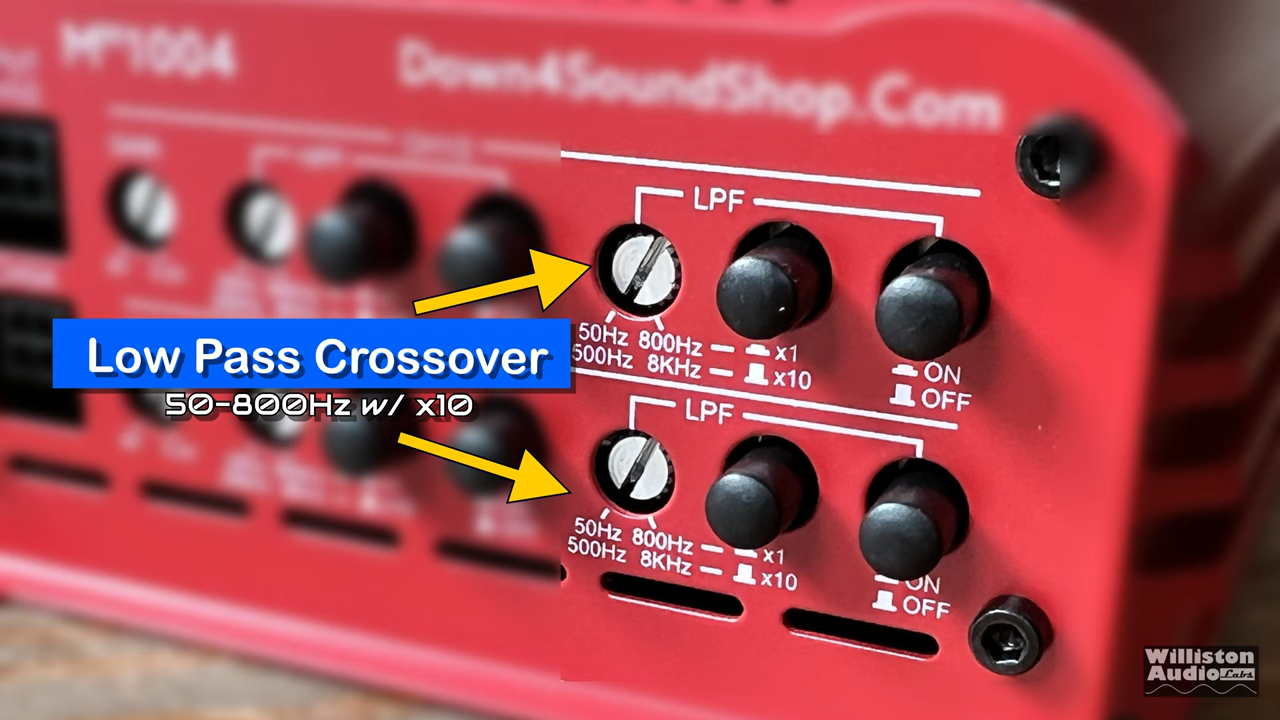 Down4SoundShop.Com
LPF
50Hz 800Hz x1
500Hz 8KHz x10
ON
OFF
Low Pass Crossover
50-800Hz w/ x10
LPF
50Hz 800Hz x1
500Hz 8KHz x10
ON
OFF
Williston
Audio Labs